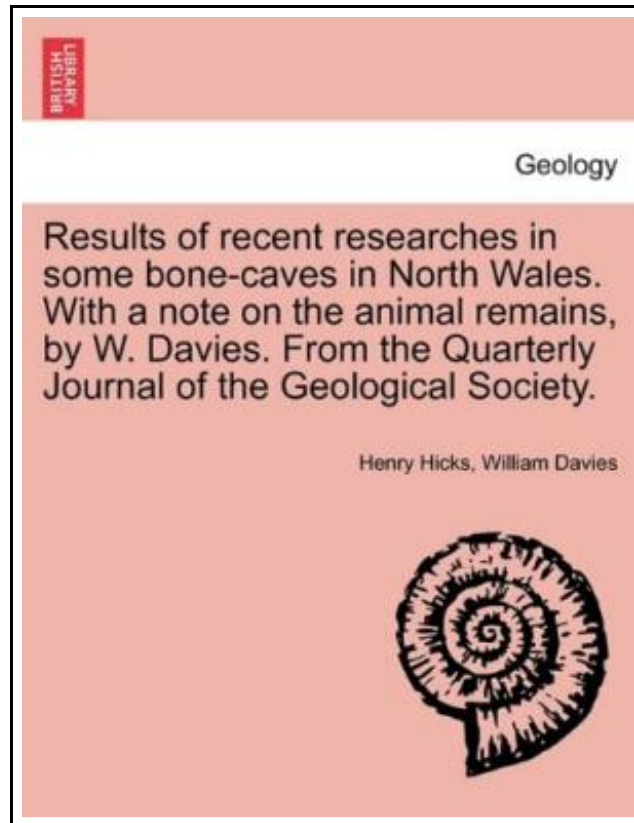 BRITISH
LIBRARY
Geology
Results of recent researches in
some bone-caves in North Wales.
With a note on the animal remains,
by W. Davies. From the Quarterly
Journal of the Geological Society.
Henry Hicks, William Davies